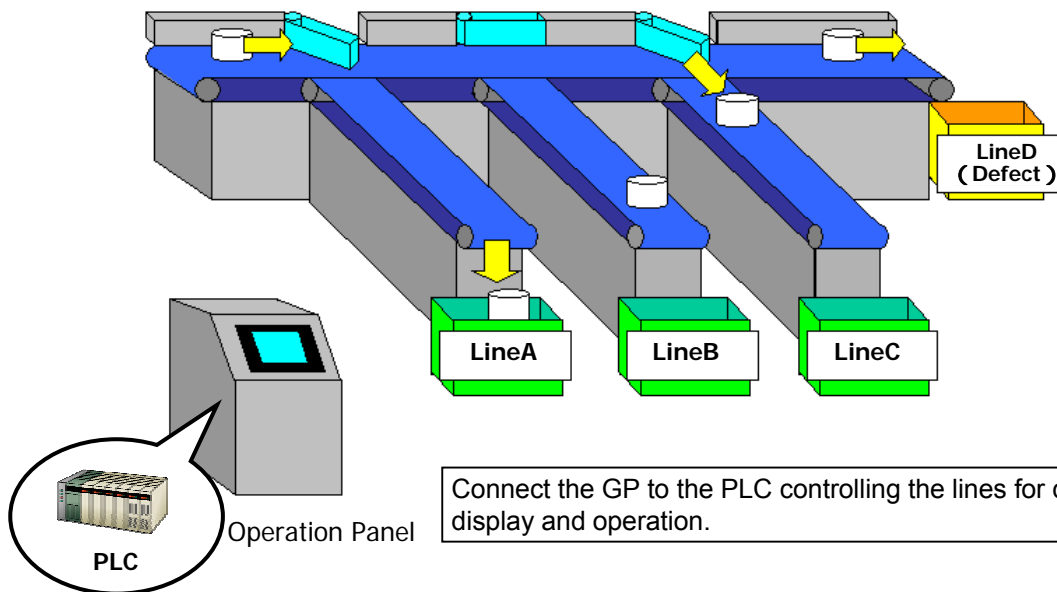 LineD
(Defect)
LineA
LineB
LineC
Connect the GP to the PLC controlling the lines for
display and operation.
Operation Panel
PLC